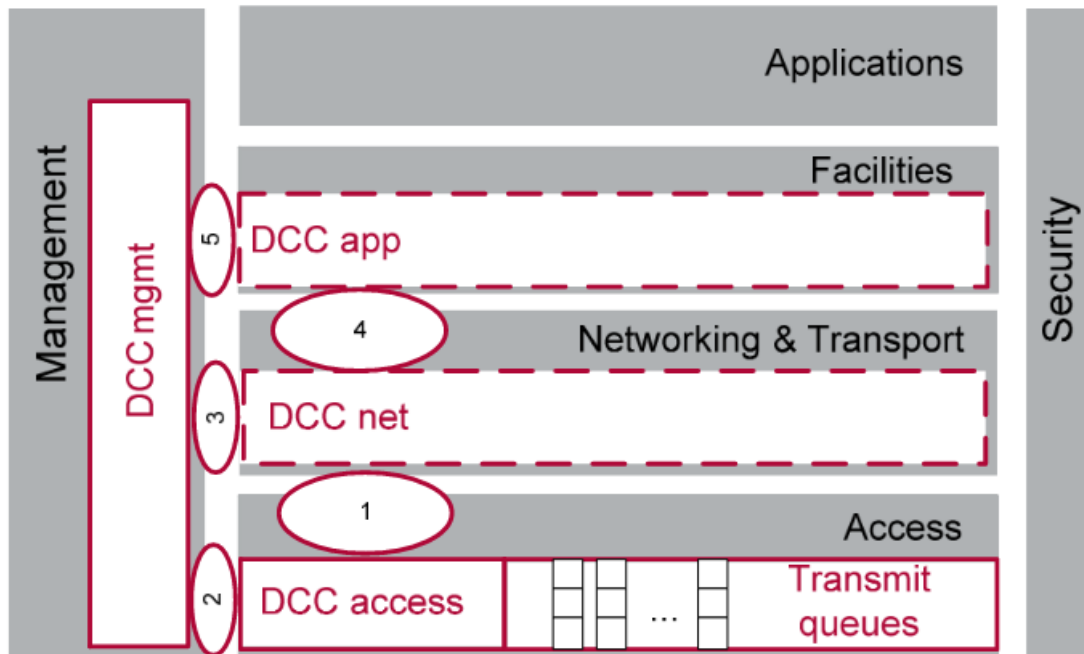 Applications
Management
Security
Facilities
DCC mgmt
5
DCC app
4
Networking & Transport
3
DCC net
1
Access
2
DCC access
...
Transmit
queues